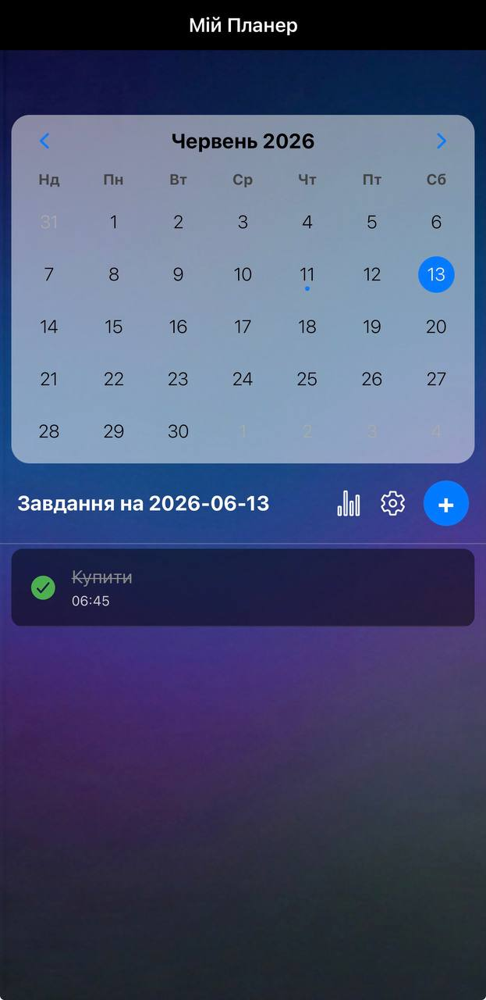 Мій Планер
Червень 2026
Нд Пн Вт Ср Чт Пт Сб
31 1 2 3 4 5 6
7 8 9 10 11 12 13
14 15 16 17 18 19 20
21 22 23 24 25 26 27
28 29 30 1 2 3 4
Завдання на 2026-06-13
+
Купити
06:45